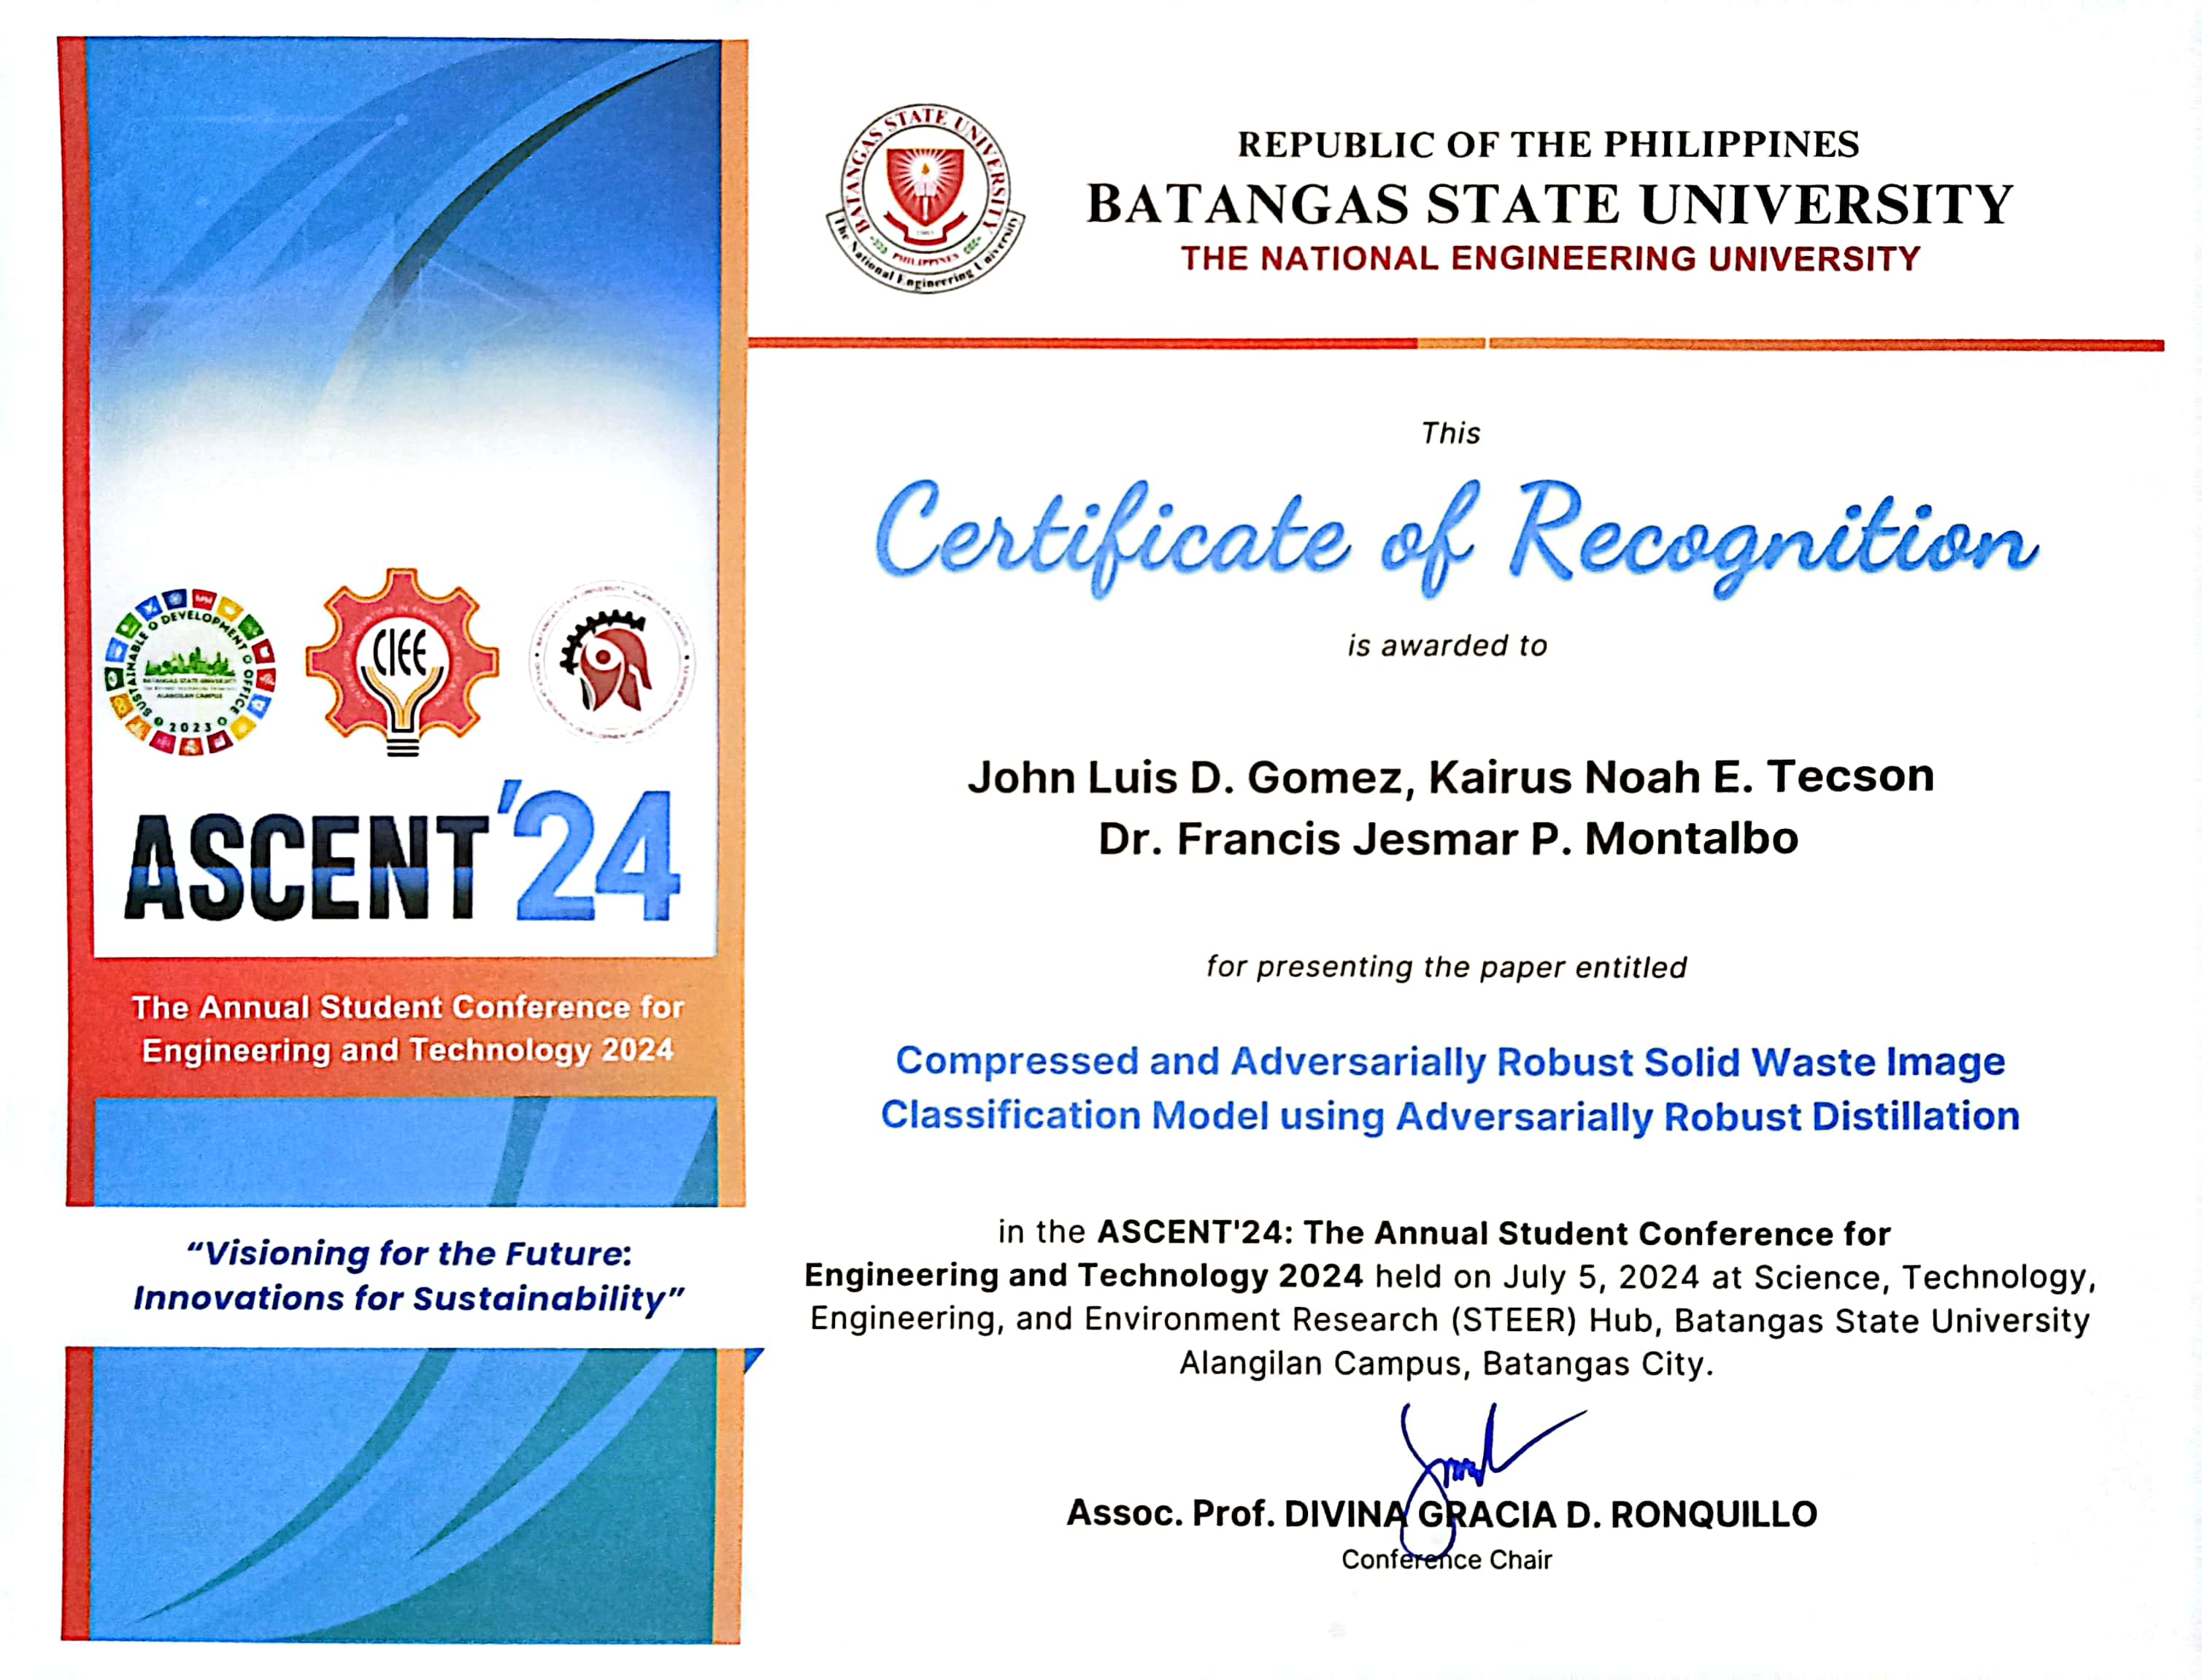 BATANGAS STATE UNIVERSITY
PHILIPPINES
The National Engineering University
REPUBLIC OF THE PHILIPPINES
BATANGAS STATE UNIVERSITY
THE NATIONAL ENGINEERING UNIVERSITY
This
Certificate of Recognition
is awarded to
John Luis D. Gomez, Kairus Noah E. Tecson
Dr. Francis Jesmar P. Montalbo
for presenting the paper entitled
Compressed and Adversarially Robust Solid Waste Image
Classification Model using Adversarially Robust Distillation
in the ASCENT'24: The Annual Student Conference for
Engineering and Technology 2024 held on July 5, 2024 at Science, Technology,
Engineering, and Environment Research (STEER) Hub, Batangas State University
Alangilan Campus, Batangas City.
Assoc. Prof. DIVINA GRACIA D. RONQUILLO
Conference Chair
SUSTAINABLE DEVELOPMENT OFFICE
BATANGAS STATE UNIVERSITY
ALANGILAN CAMPUS
2023
CIEE
ASCENT'24
The Annual Student Conference for
Engineering and Technology 2024
“Visioning for the Future:
Innovations for Sustainability”